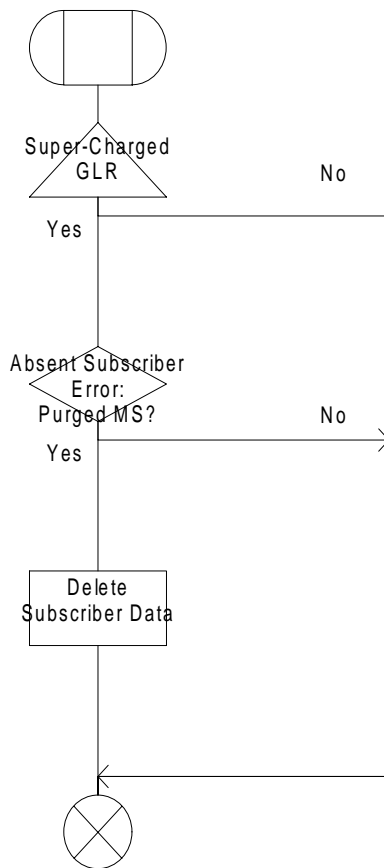 Super-Charged
GLR
No
Yes
Absent Subscriber
Error:
Purged MS?
No
Yes
Delete
Subscriber Data